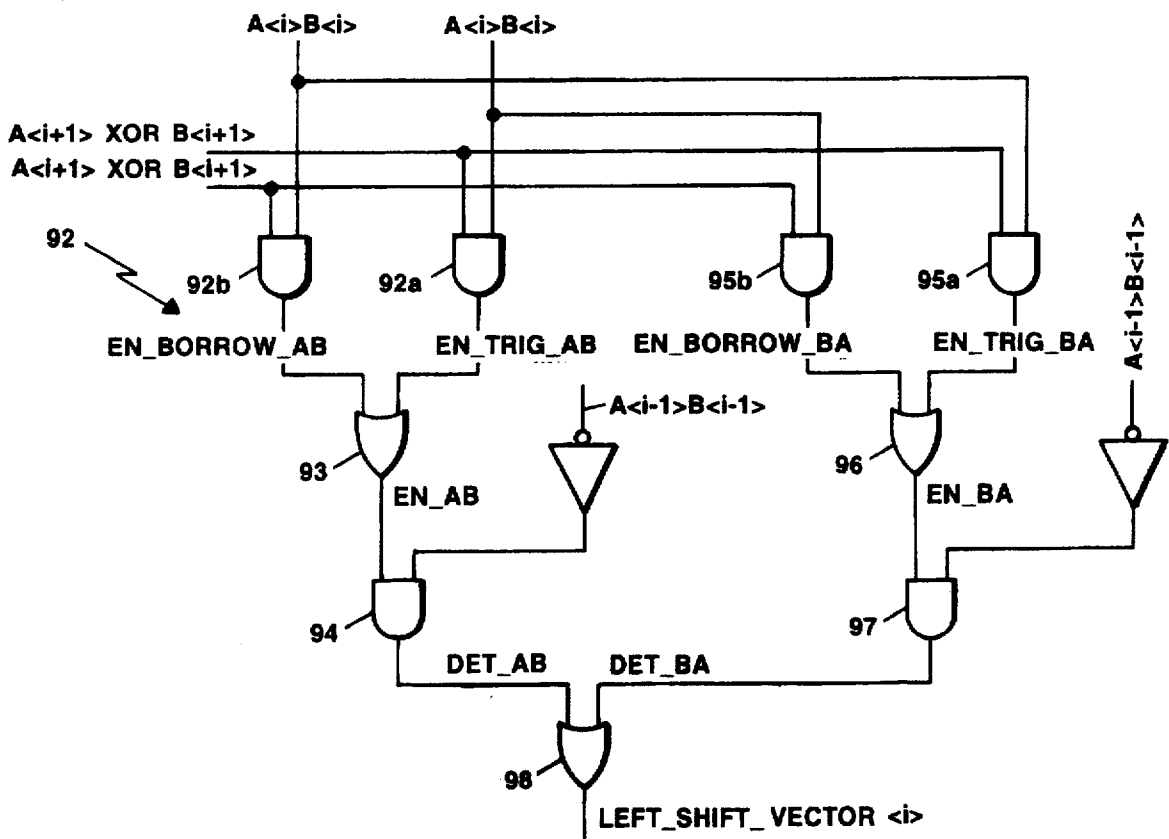 A<i>B<i> A<i>B<i>
A<i+1> XOR B<i+1>
A<i+1> XOR B<i+1>
92
92b 92a 95b 95a
A<i-1>B<i-1>
EN_BORROW_AB EN_TRIG_AB EN_BORROW_BA EN_TRIG_BA
A<i-1>B<i-1>
93 96
EN_AB EN_BA
94 97
DET_AB DET_BA
98
LEFT_SHIFT_VECTOR <i>